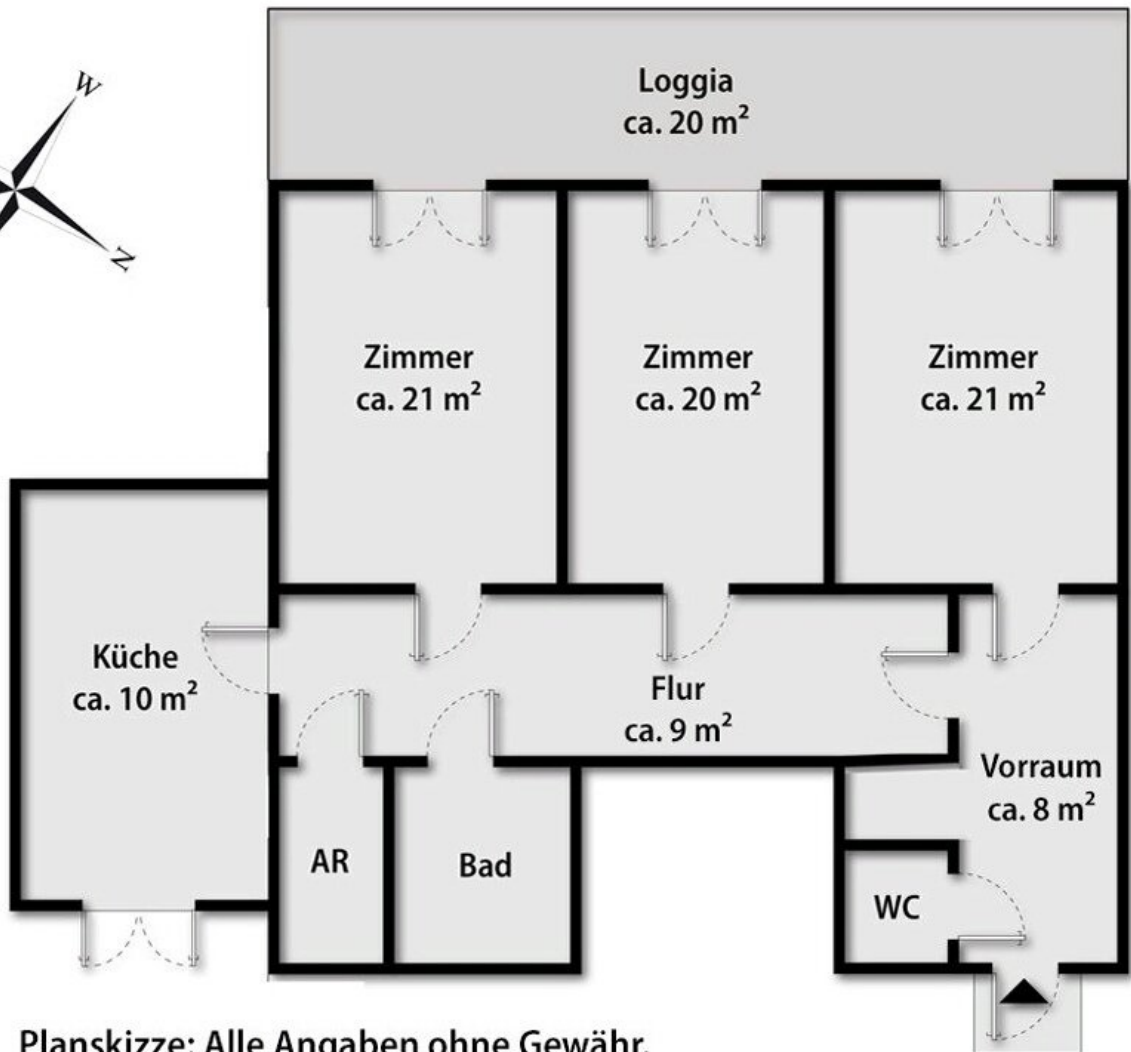 W
N
Loggia
ca. 20 m²
Zimmer
ca. 21 m²
Zimmer
ca. 20 m²
Zimmer
ca. 21 m²
Küche
ca. 10 m²
Flur
ca. 9 m²
Vorraum
ca. 8 m²
AR
Bad
WC
Planskizze: Alle Angaben ohne Gewähr.